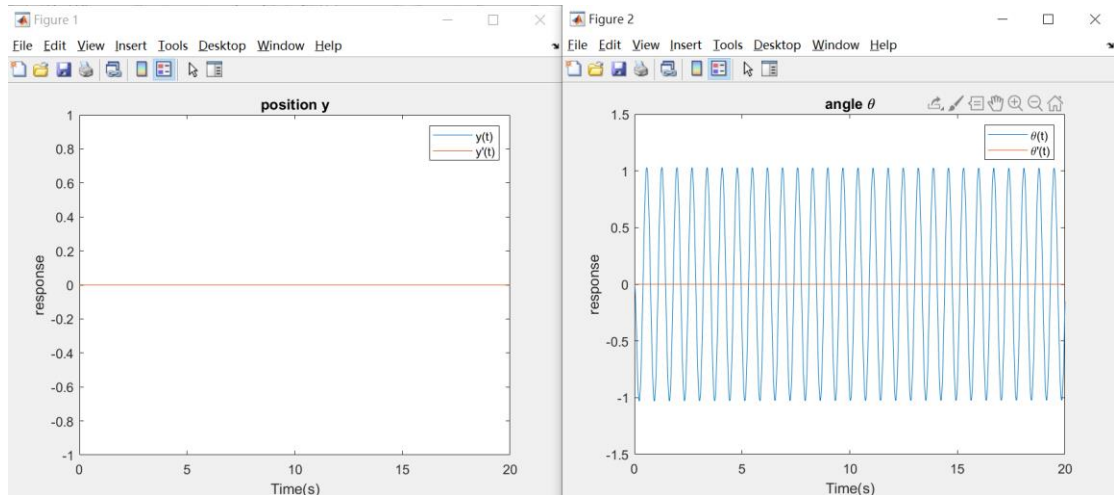 Figure 1
File Edit View Insert Tools Desktop Window Help
position y
1
0.8
0.6
0.4
0.2
0
-0.2
-0.4
-0.6
-0.8
-1
response
y(t)
y'(t)
0 5 10 15 20
Time(s)
Figure 2
File Edit View Insert Tools Desktop Window Help
angle θ
1.5
1
0.5
0
-0.5
-1
-1.5
response
θ(t)
θ'(t)
0 5 10 15 20
Time(s)